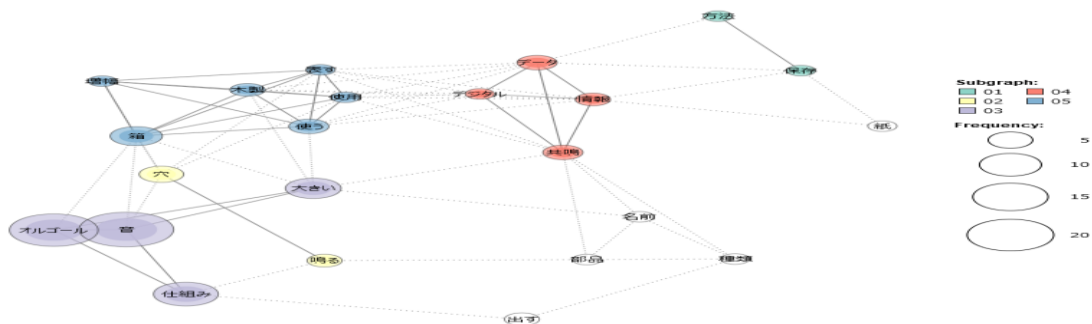 方法
データ
保存
表す
増幅
木製
デジタル
使用
情報
紙
使う
箱
共鳴
穴
大きい
名前
オルゴール
音
部品
種類
鳴る
仕組み
出す
Subgraph:
01 04
02 05
03
Frequency:
5
10
15
20